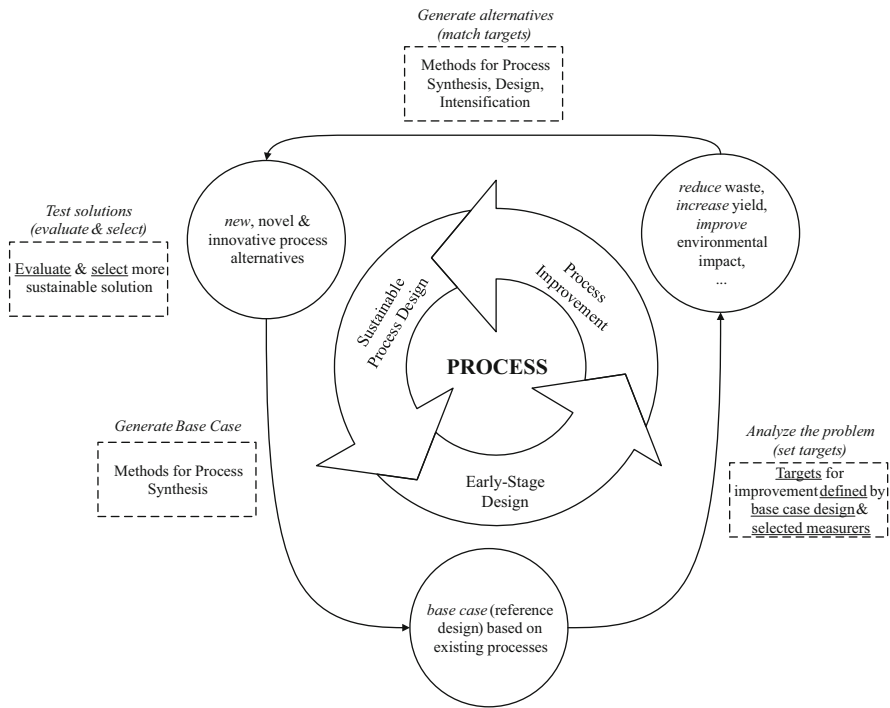 Generate alternatives
(match targets)
Methods for Process
Synthesis, Design,
Intensification
reduce waste,
increase yield,
improve
environmental
impact,
...
new, novel &
innovative process
alternatives
Test solutions
(evaluate & select)
Evaluate & select more
sustainable solution
Sustainable
Process Design
Process
Improvement
PROCESS
Early-Stage
Design
Generate Base Case
Methods for Process
Synthesis
Analyze the problem
(set targets)
Targets for
improvement defined by
base case design &
selected measurers
base case (reference
design) based on
existing processes